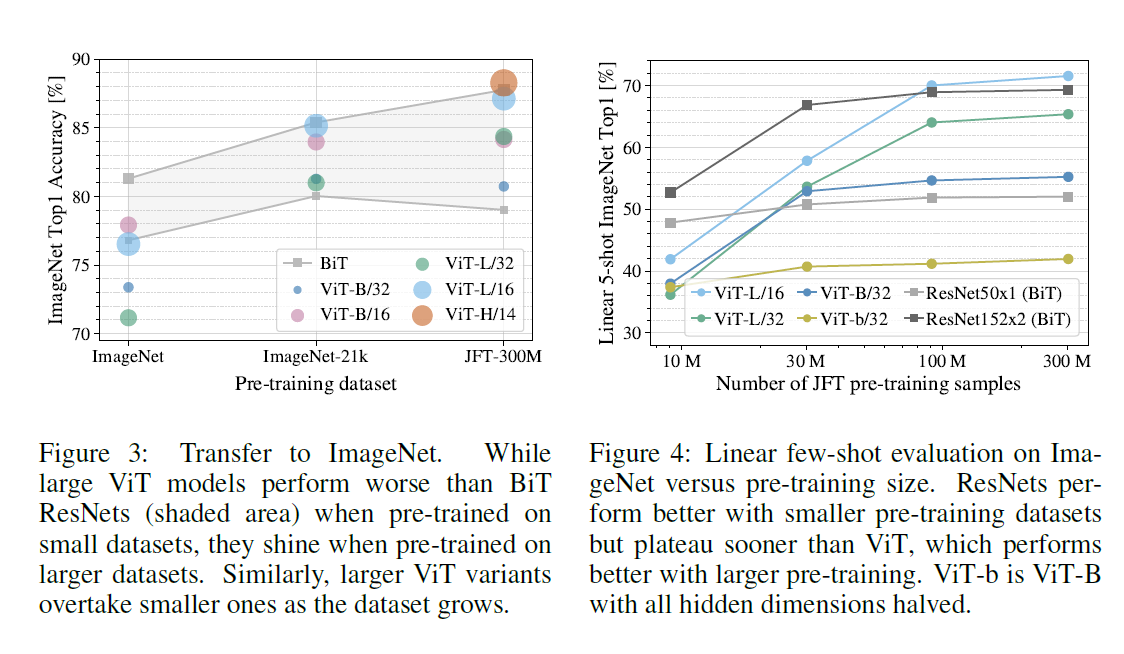 90
85
80
75
70
ImageNet Top1 Accuracy [%]
BiT
ViT-B/32
ViT-B/16
ViT-L/32
ViT-L/16
ViT-H/14
ImageNet
ImageNet-21k
JFT-300M
Pre-training dataset
70
60
50
40
30
Linear 5-shot ImageNet Top1 [%]
ViT-L/16
ViT-L/32
ViT-B/32
ViT-b/32
ResNet50x1 (BiT)
ResNet152x2 (BiT)
10 M
30 M
100 M
300 M
Number of JFT pre-training samples
Figure 3: Transfer to ImageNet. While
large ViT models perform worse than BiT
ResNets (shaded area) when pre-trained on
small datasets, they shine when pre-trained on
larger datasets. Similarly, larger ViT variants
overtake smaller ones as the dataset grows.
Figure 4: Linear few-shot evaluation on Ima-
geNet versus pre-training size. ResNets per-
form better with smaller pre-training datasets
but plateau sooner than ViT, which performs
better with larger pre-training. ViT-b is ViT-B
with all hidden dimensions halved.